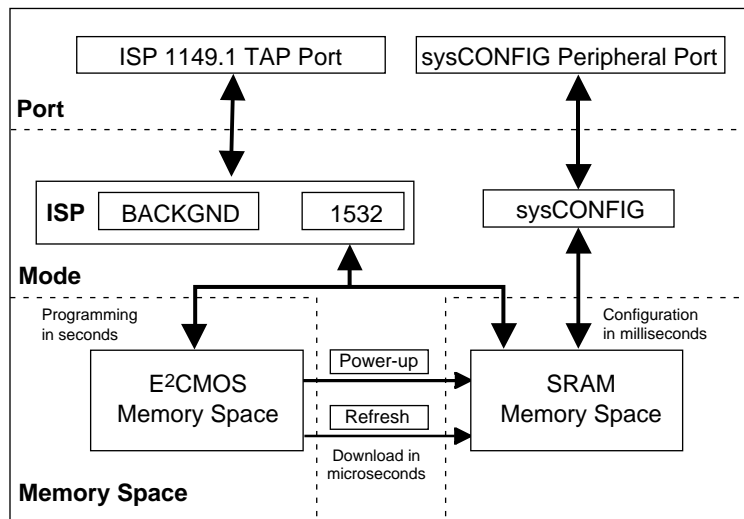 ISP 1149.1 TAP Port
sysCONFIG Peripheral Port
Port
ISP
BACKGND
1532
sysCONFIG
Mode
Programming
in seconds
Configuration
in milliseconds
E²CMOS
Memory Space
Power-up
Refresh
Download in
microseconds
SRAM
Memory Space
Memory Space